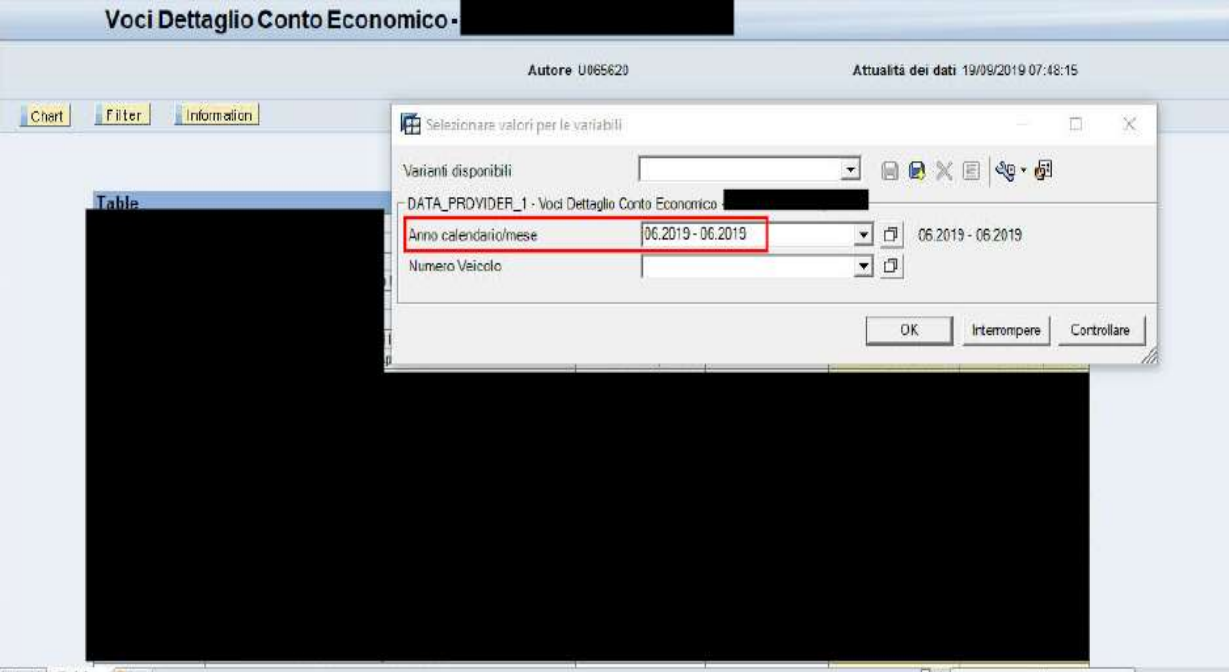 Voci Dettaglio Conto Economico -
Autore U065620
Attualità dei dati 19/09/2019 07:48:15
Chart Filter Information
Selezionare valori per le variabili
Varianti disponibili
Table
DATA_PROVIDER_1 - Voci Dettaglio Conto Economico -
Anno calendario/mese 06.2019 - 06.2019 06.2019 - 06.2019
Numero Veicolo
OK Interrompere Controllare